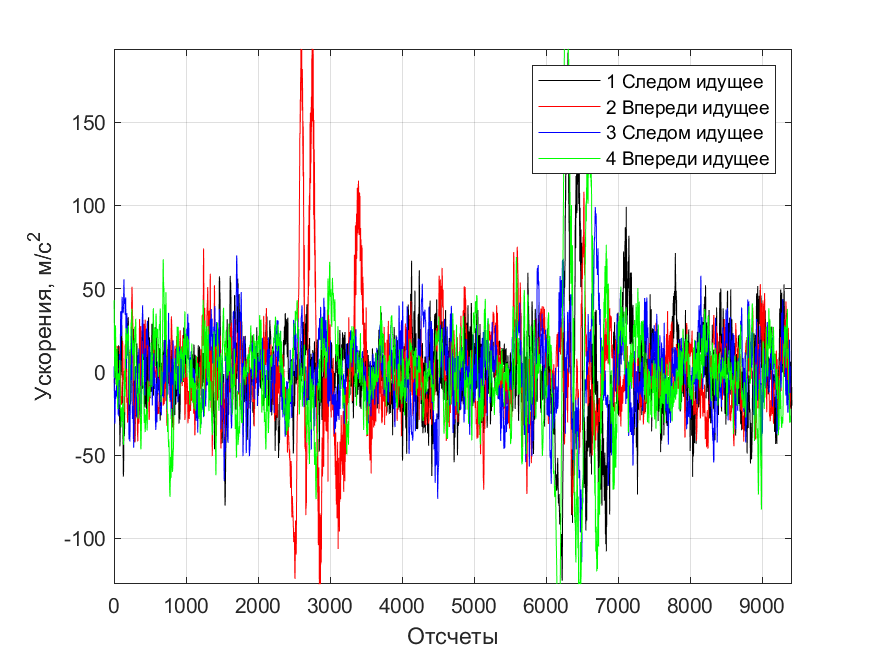 1 Следом идущее
2 Впереди идущее
3 Следом идущее
4 Впереди идущее
150
100
50
0
-50
-100
Ускорения, м/с²
0 1000 2000 3000 4000 5000 6000 7000 8000 9000
Отсчеты